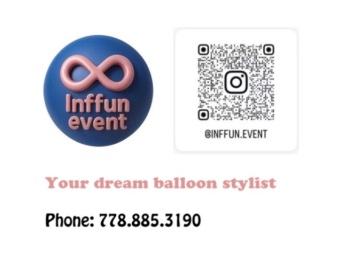 Inffun
event
@INFFUN.EVENT
Your dream balloon stylist
Phone: 778.885.3190